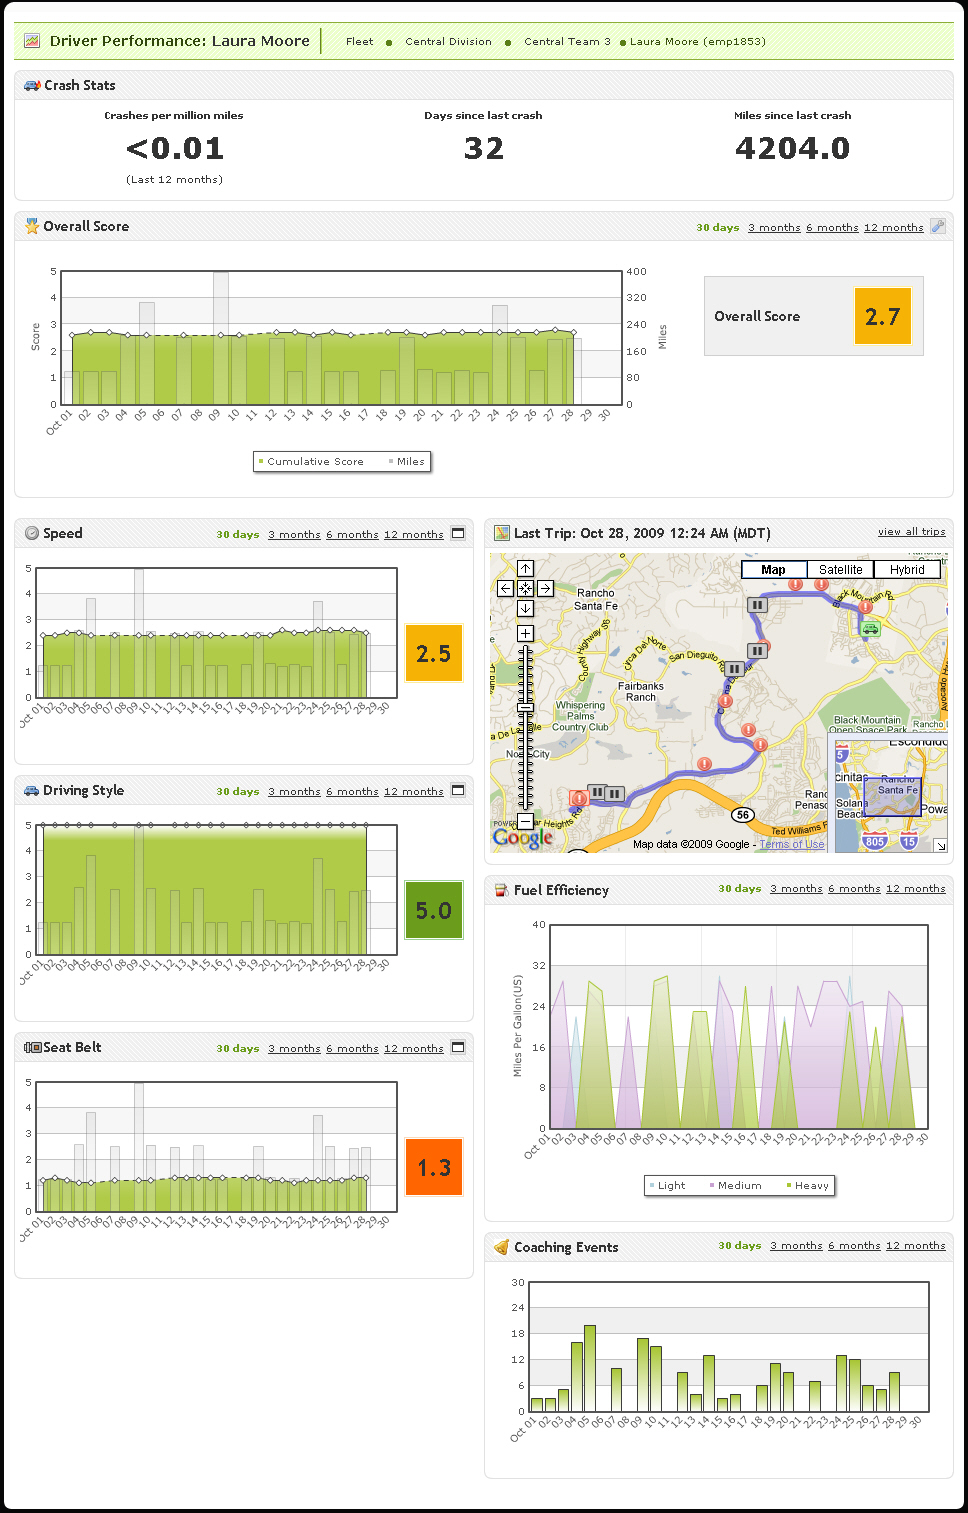 Driver Performance: Laura Moore
Fleet ● Central Division ● Central Team 3 ● Laura Moore (emp1853)
Crash Stats
Crashes per million miles
<0.01
(Last 12 months)
Days since last crash
32
Miles since last crash
4204.0
Overall Score
30 days 3 months 6 months 12 months
5
4
3
2
1
0
Score
400
320
240
160
80
0
Miles
Oct 01 02 03 04 05 06 07 08 09 10 11 12 13 14 15 16 17 18 19 20 21 22 23 24 25 26 27 28 29 30
Cumulative Score Miles
Overall Score
2.7
Speed
30 days 3 months 6 months 12 months
5
4
3
2
1
0
Oct 01 02 03 04 05 06 07 08 09 10 11 12 13 14 15 16 17 18 19 20 21 22 23 24 25 26 27 28 29 30
2.5
Driving Style
30 days 3 months 6 months 12 months
5
4
3
2
1
0
Oct 01 02 03 04 05 06 07 08 09 10 11 12 13 14 15 16 17 18 19 20 21 22 23 24 25 26 27 28 29 30
5.0
Seat Belt
30 days 3 months 6 months 12 months
5
4
3
2
1
0
Oct 01 02 03 04 05 06 07 08 09 10 11 12 13 14 15 16 17 18 19 20 21 22 23 24 25 26 27 28 29 30
1.3
Last Trip: Oct 28, 2009 12:24 AM (MDT)
view all trips
Map Satellite Hybrid
Rancho
Santa Fe
Black Mountain Rd
County Highway S6
Lyca De Norte
San Dieguito Rd
Fairbanks
Ranch
Whispering
Palms
Country Club
Black Mountain
Open Space Park
Rancho
56
Ted Williams P
Google
Map data ©2009 Google - Terms of Use
Escondido
5
Rancho
Santa Fe
Solana
Beach
805
15
Fuel Efficiency
30 days 3 months 6 months 12 months
40
32
24
16
8
0
Miles Per Gallon(US)
Oct 01 02 03 04 05 06 07 08 09 10 11 12 13 14 15 16 17 18 19 20 21 22 23 24 25 26 27 28 29 30
Light Medium Heavy
Coaching Events
30 days 3 months 6 months 12 months
30
24
18
12
6
0
Oct 01 02 03 04 05 06 07 08 09 10 11 12 13 14 15 16 17 18 19 20 21 22 23 24 25 26 27 28 29 30